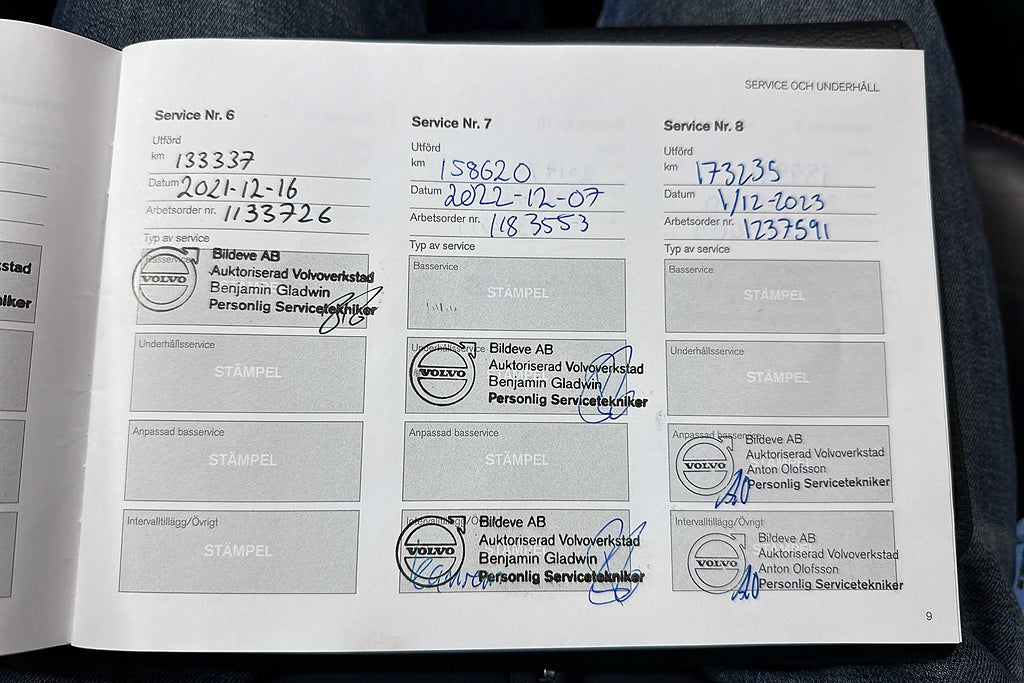 SERVICE OCH UNDERHÅLL
Service Nr. 6
Utförd
km 133337
Datum 2021-12-16
Arbetsorder nr. 1133726
Typ av service
Basservice
VOLVO
Bildeve AB
Auktoriserad Volvoverkstad
Benjamin Gladwin
Personlig Servicetekniker
Underhållsservice
STÄMPEL
Anpassad basservice
STÄMPEL
Intervalltillägg/Övrigt
STÄMPEL
Service Nr. 7
Utförd
km 158620
Datum 2022-12-07
Arbetsorder nr. 1183553
Typ av service
Basservice
STÄMPEL
Underhållsservice
VOLVO
Bildeve AB
Auktoriserad Volvoverkstad
Benjamin Gladwin
Personlig Servicetekniker
Anpassad basservice
STÄMPEL
Intervalltillägg/Övrigt
VOLVO
Bildeve AB
Auktoriserad Volvoverkstad
Benjamin Gladwin
Personlig Servicetekniker
Service Nr. 8
Utförd
km 173235
Datum 1/12-2023
Arbetsorder nr. 1237591
Typ av service
Basservice
STÄMPEL
Underhållsservice
STÄMPEL
Anpassad basservice
VOLVO
Bildeve AB
Auktoriserad Volvoverkstad
Anton Olofsson
Personlig Servicetekniker
Intervalltillägg/Övrigt
VOLVO
Bildeve AB
Auktoriserad Volvoverkstad
Anton Olofsson
Personlig Servicetekniker
9
stad
iker